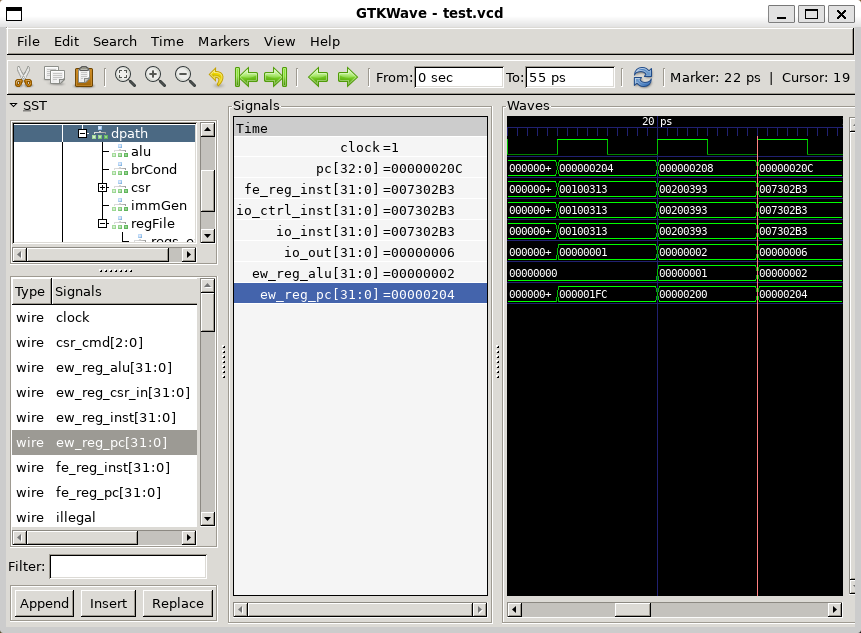 GTKWave - test.vcd
File Edit Search Time Markers View Help
From: 0 sec To: 55 ps Marker: 22 ps | Cursor: 19
SST
dpath
alu
brCond
csr
immGen
regFile
Type Signals
wire clock
wire csr_cmd[2:0]
wire ew_reg_alu[31:0]
wire ew_reg_csr_in[31:0]
wire ew_reg_inst[31:0]
wire ew_reg_pc[31:0]
wire fe_reg_inst[31:0]
wire fe_reg_pc[31:0]
wire illegal
Filter:
Append Insert Replace
Signals
Time
clock =1
pc[32:0] =00000020C
fe_reg_inst[31:0] =007302B3
io_ctrl_inst[31:0] =007302B3
io_inst[31:0] =007302B3
io_out[31:0] =00000006
ew_reg_alu[31:0] =00000002
ew_reg_pc[31:0] =00000204
Waves
20 ps
000000+ 000000204 000000208 00000020C
000000+ 00100313 00200393 007302B3
000000+ 00100313 00200393 007302B3
000000+ 00100313 00200393 007302B3
000000+ 00000001 00000002 00000006
00000000 00000001 00000002
000000+ 000001FC 00000200 00000204